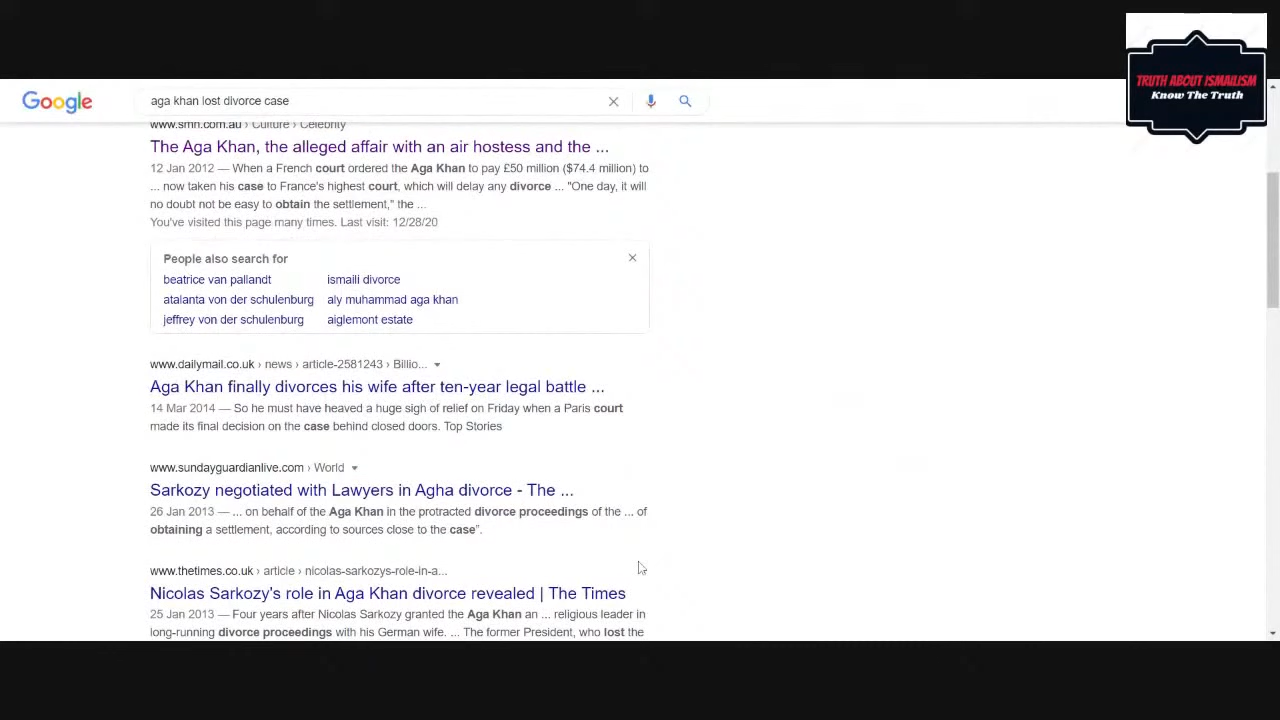 TRUTH ABOUT ISMAILISM
Know The Truth
Google
aga khan lost divorce case
www.smh.com.au › Culture › Celebrity
The Aga Khan, the alleged affair with an air hostess and the ...
12 Jan 2012 — When a French court ordered the Aga Khan to pay £50 million ($74.4 million) to
... now taken his case to France's highest court, which will delay any divorce ... "One day, it will
no doubt not be easy to obtain the settlement," the ...
You've visited this page many times. Last visit: 12/28/20
People also search for
beatrice van pallandt
ismaili divorce
atalanta von der schulenburg
aly muhammad aga khan
jeffrey von der schulenburg
aiglemont estate
www.dailymail.co.uk › news › article-2581243 › Billio...
Aga Khan finally divorces his wife after ten-year legal battle ...
14 Mar 2014 — So he must have heaved a huge sigh of relief on Friday when a Paris court
made its final decision on the case behind closed doors. Top Stories
www.sundayguardianlive.com › World
Sarkozy negotiated with Lawyers in Agha divorce - The ...
26 Jan 2013 — ... on behalf of the Aga Khan in the protracted divorce proceedings of the ... of
obtaining a settlement, according to sources close to the case”.
www.thetimes.co.uk › article › nicolas-sarkozys-role-in-a...
Nicolas Sarkozy's role in Aga Khan divorce revealed | The Times
25 Jan 2013 — Four years after Nicolas Sarkozy granted the Aga Khan an ... religious leader in
long-running divorce proceedings with his German wife. ... The former President, who lost the